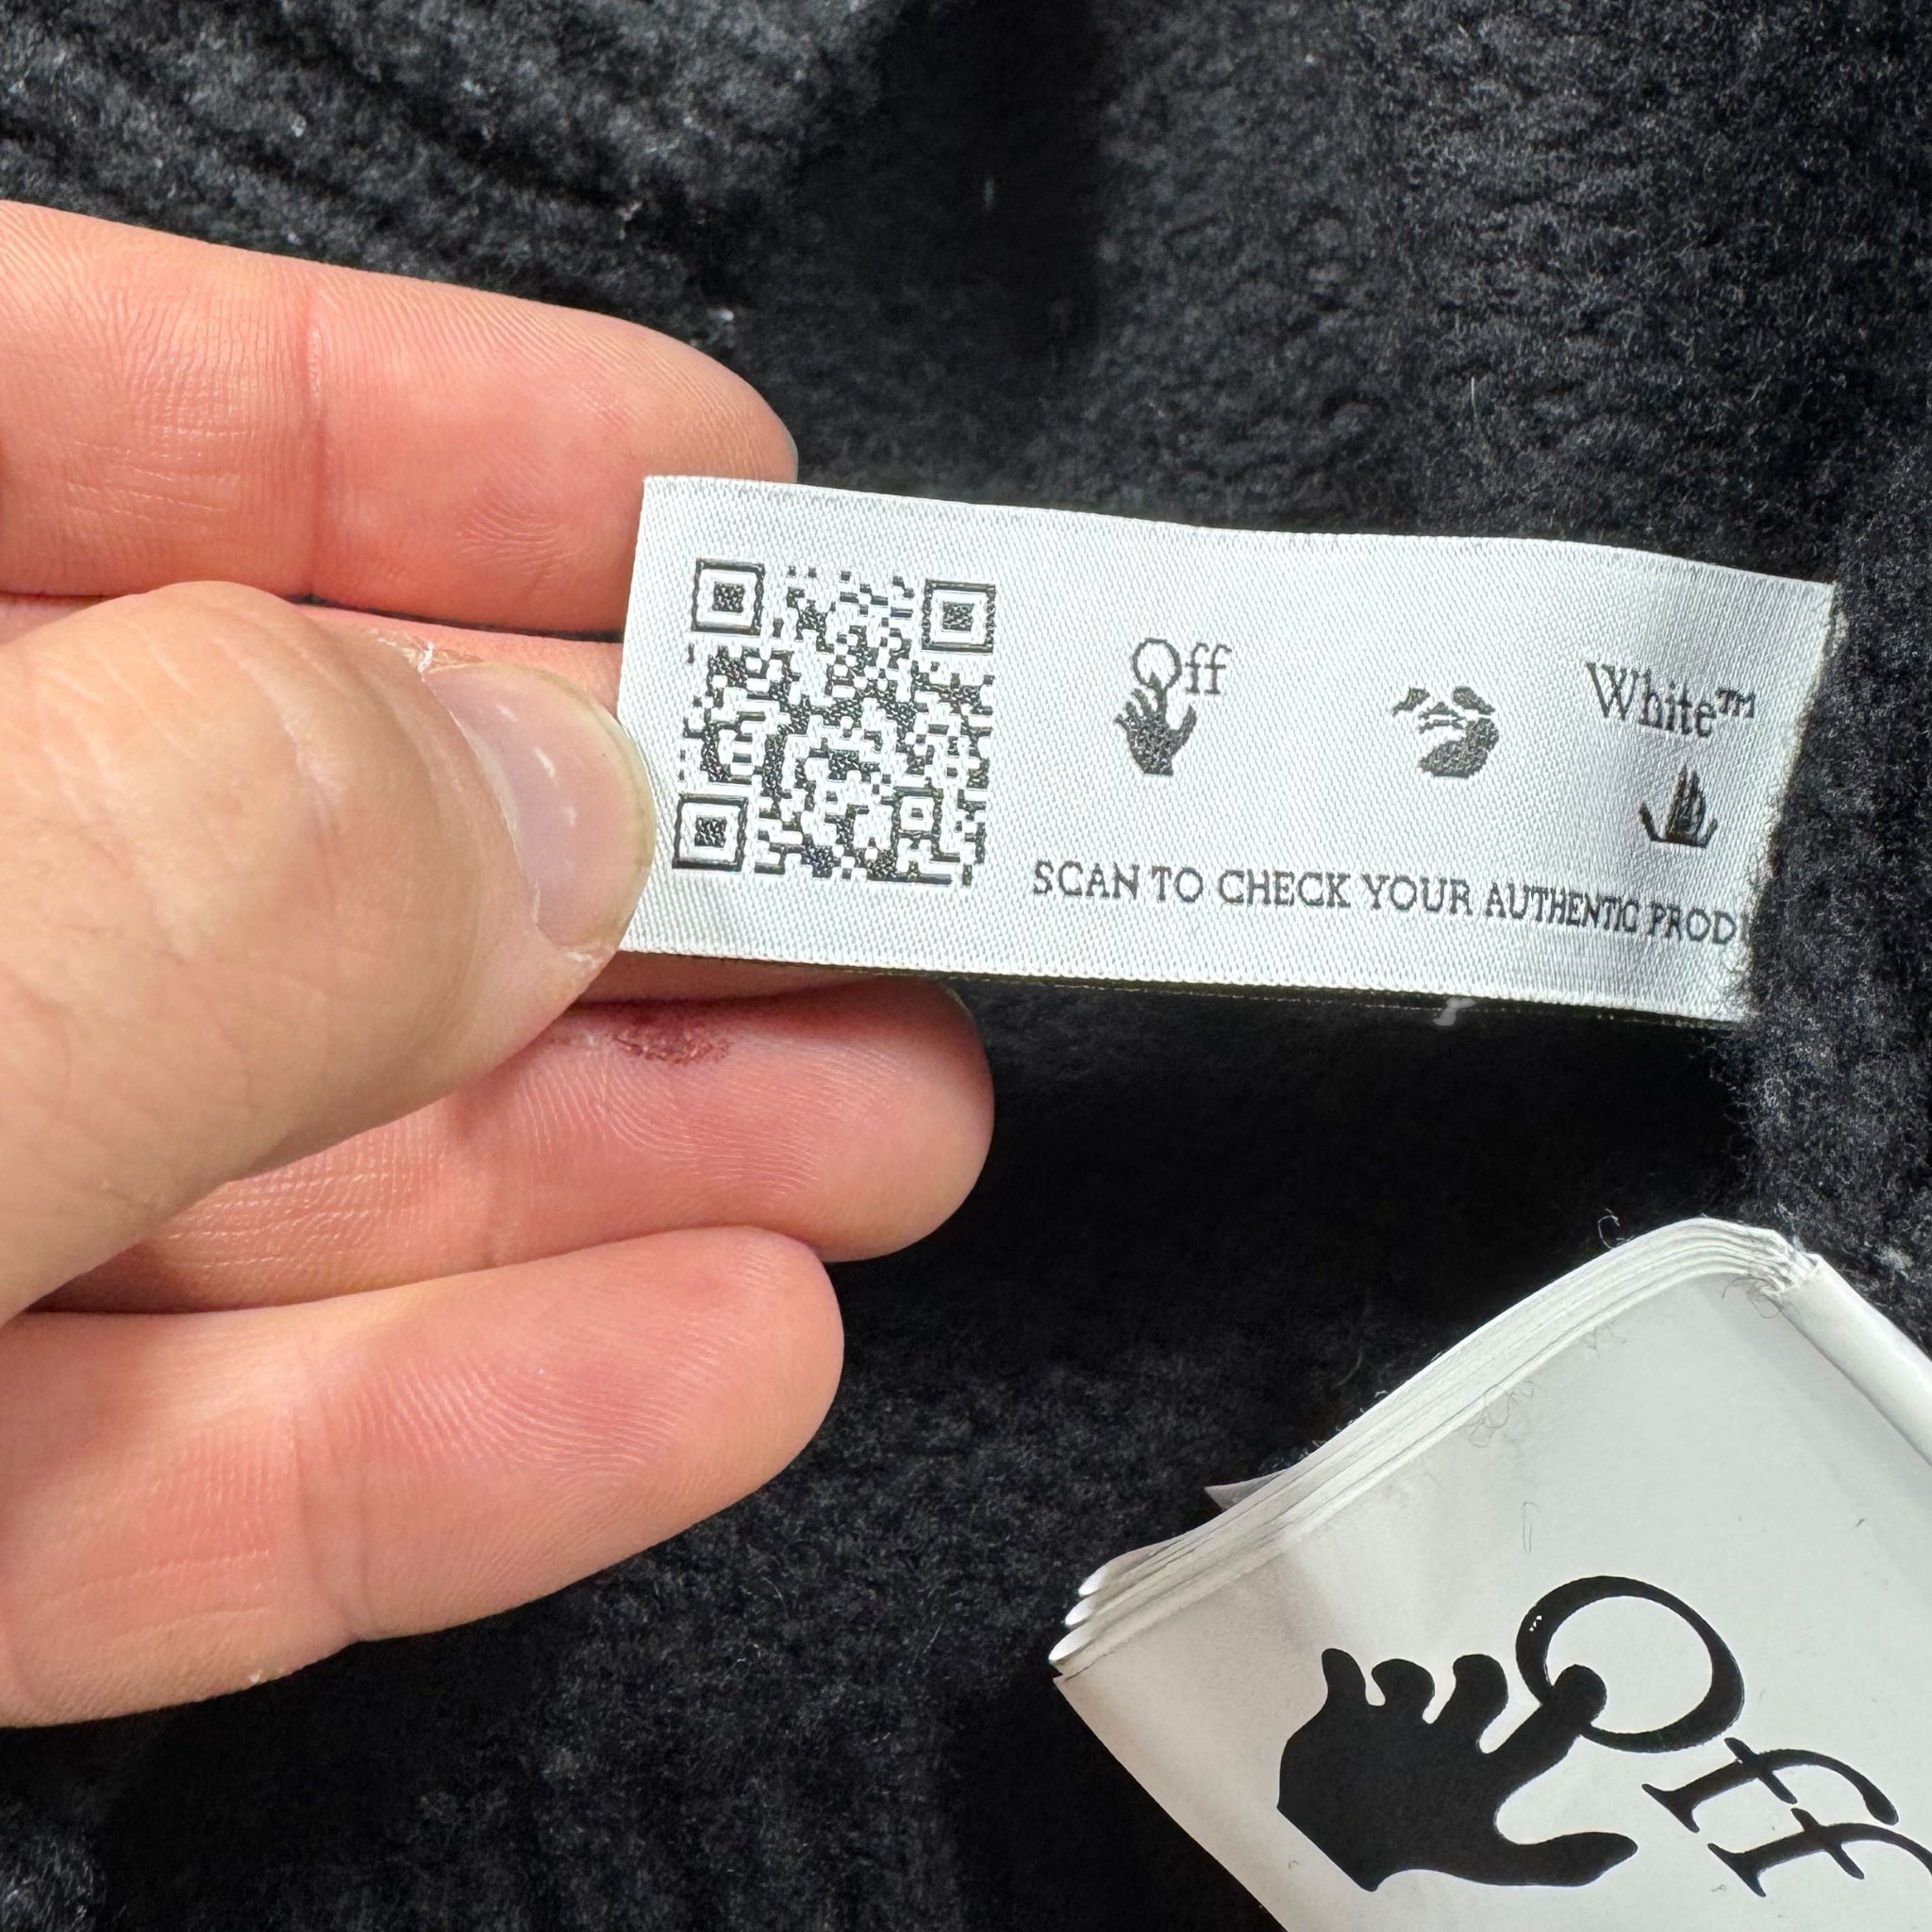 Off
White™
SCAN TO CHECK YOUR AUTHENTIC PROD
Off